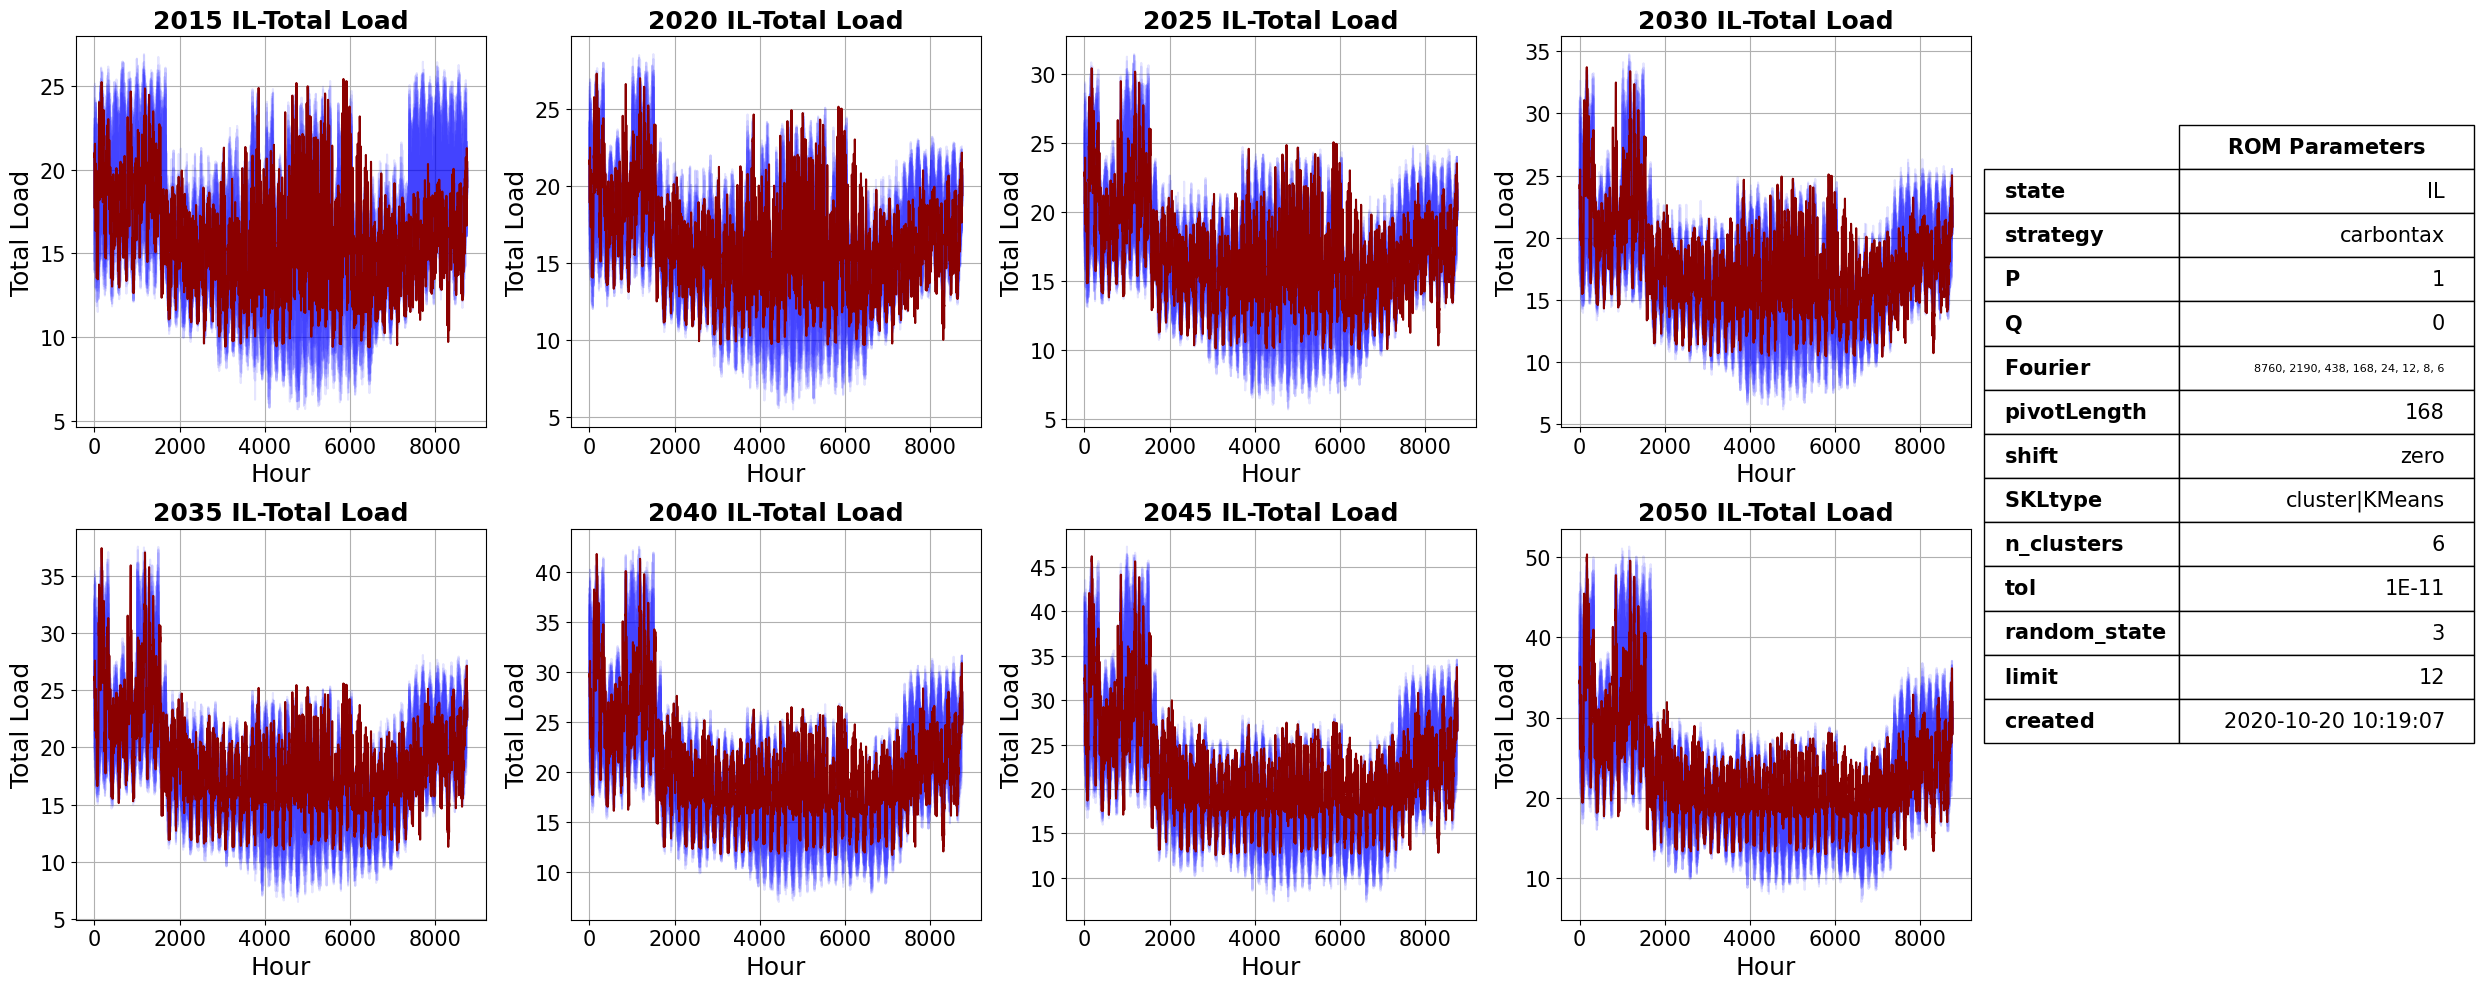 2015 IL-Total Load
Total Load
25
20
15
10
5
0 2000 4000 6000 8000
Hour
2020 IL-Total Load
Total Load
25
20
15
10
5
0 2000 4000 6000 8000
Hour
2025 IL-Total Load
Total Load
30
25
20
15
10
5
0 2000 4000 6000 8000
Hour
2030 IL-Total Load
Total Load
35
30
25
20
15
10
5
0 2000 4000 6000 8000
Hour
2035 IL-Total Load
Total Load
35
30
25
20
15
10
5
0 2000 4000 6000 8000
Hour
2040 IL-Total Load
Total Load
40
35
30
25
20
15
10
0 2000 4000 6000 8000
Hour
2045 IL-Total Load
Total Load
45
40
35
30
25
20
15
10
0 2000 4000 6000 8000
Hour
2050 IL-Total Load
Total Load
50
40
30
20
10
0 2000 4000 6000 8000
Hour
ROM Parameters
state IL
strategy carbontax
P 1
Q 0
Fourier 8760, 2190, 438, 168, 24, 12, 8, 6
pivotLength 168
shift zero
SKLtype cluster|KMeans
n_clusters 6
tol 1E-11
random_state 3
limit 12
created 2020-10-20 10:19:07